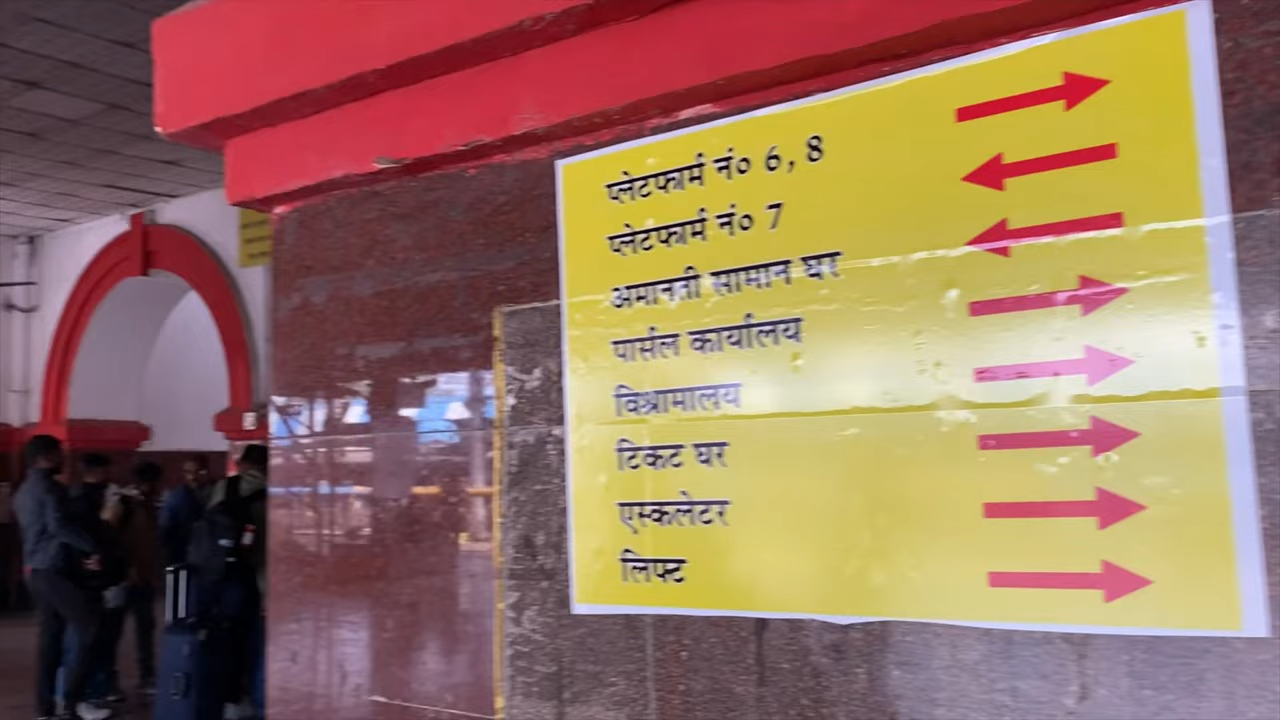 प्लेटफार्म नं० 6, 8
प्लेटफार्म नं० 7
अमानती सामान घर
पार्सल कार्यालय
विश्रामालय
टिकट घर
एस्कलेटर
लिफ्ट